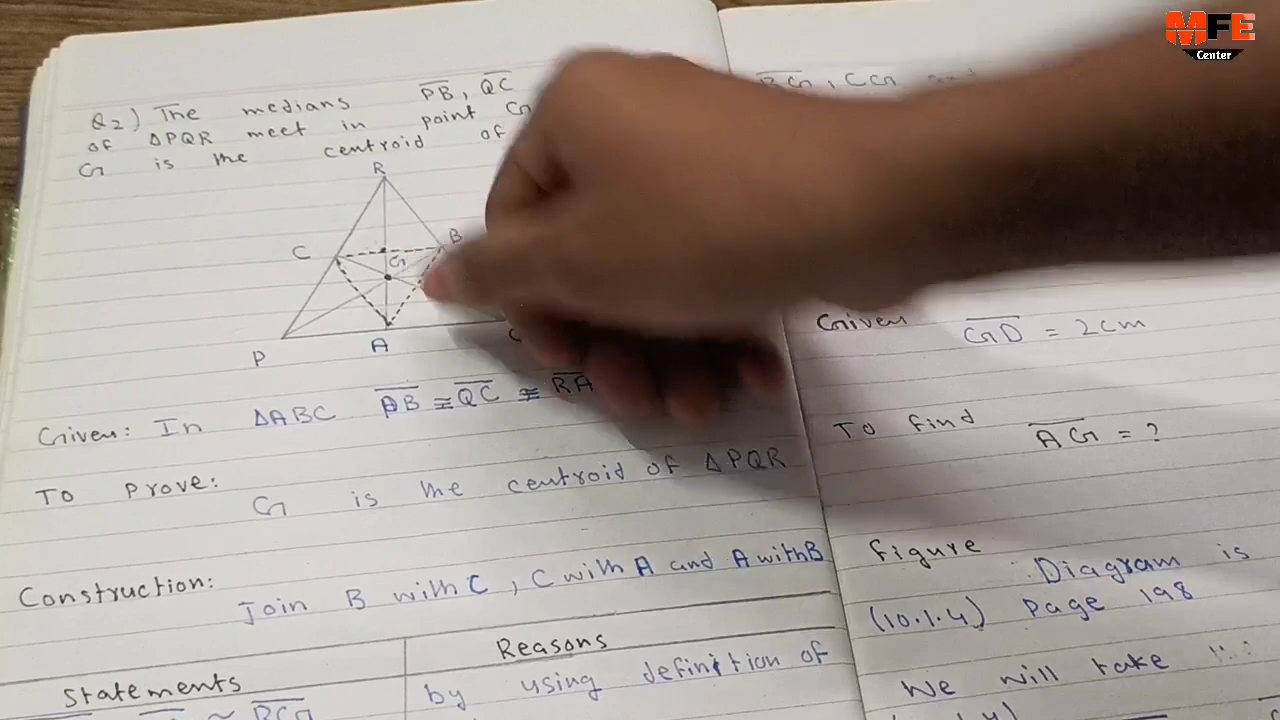 MFE
Center
Q2) The medians PB, QC
of ΔPQR meet in point G
G is the centroid of
R
C
B
G
P
A
Given: In ΔABC PB ≅ QC ≅ RA
To Prove:
G is the centroid of ΔPQR
Construction:
Join B with C, C with A and A with B
Statements
Reasons
by using definition of
Given GD = 2cm
To find
AG = ?
figure
Diagram is
(10.1.4) Page 198
We will take